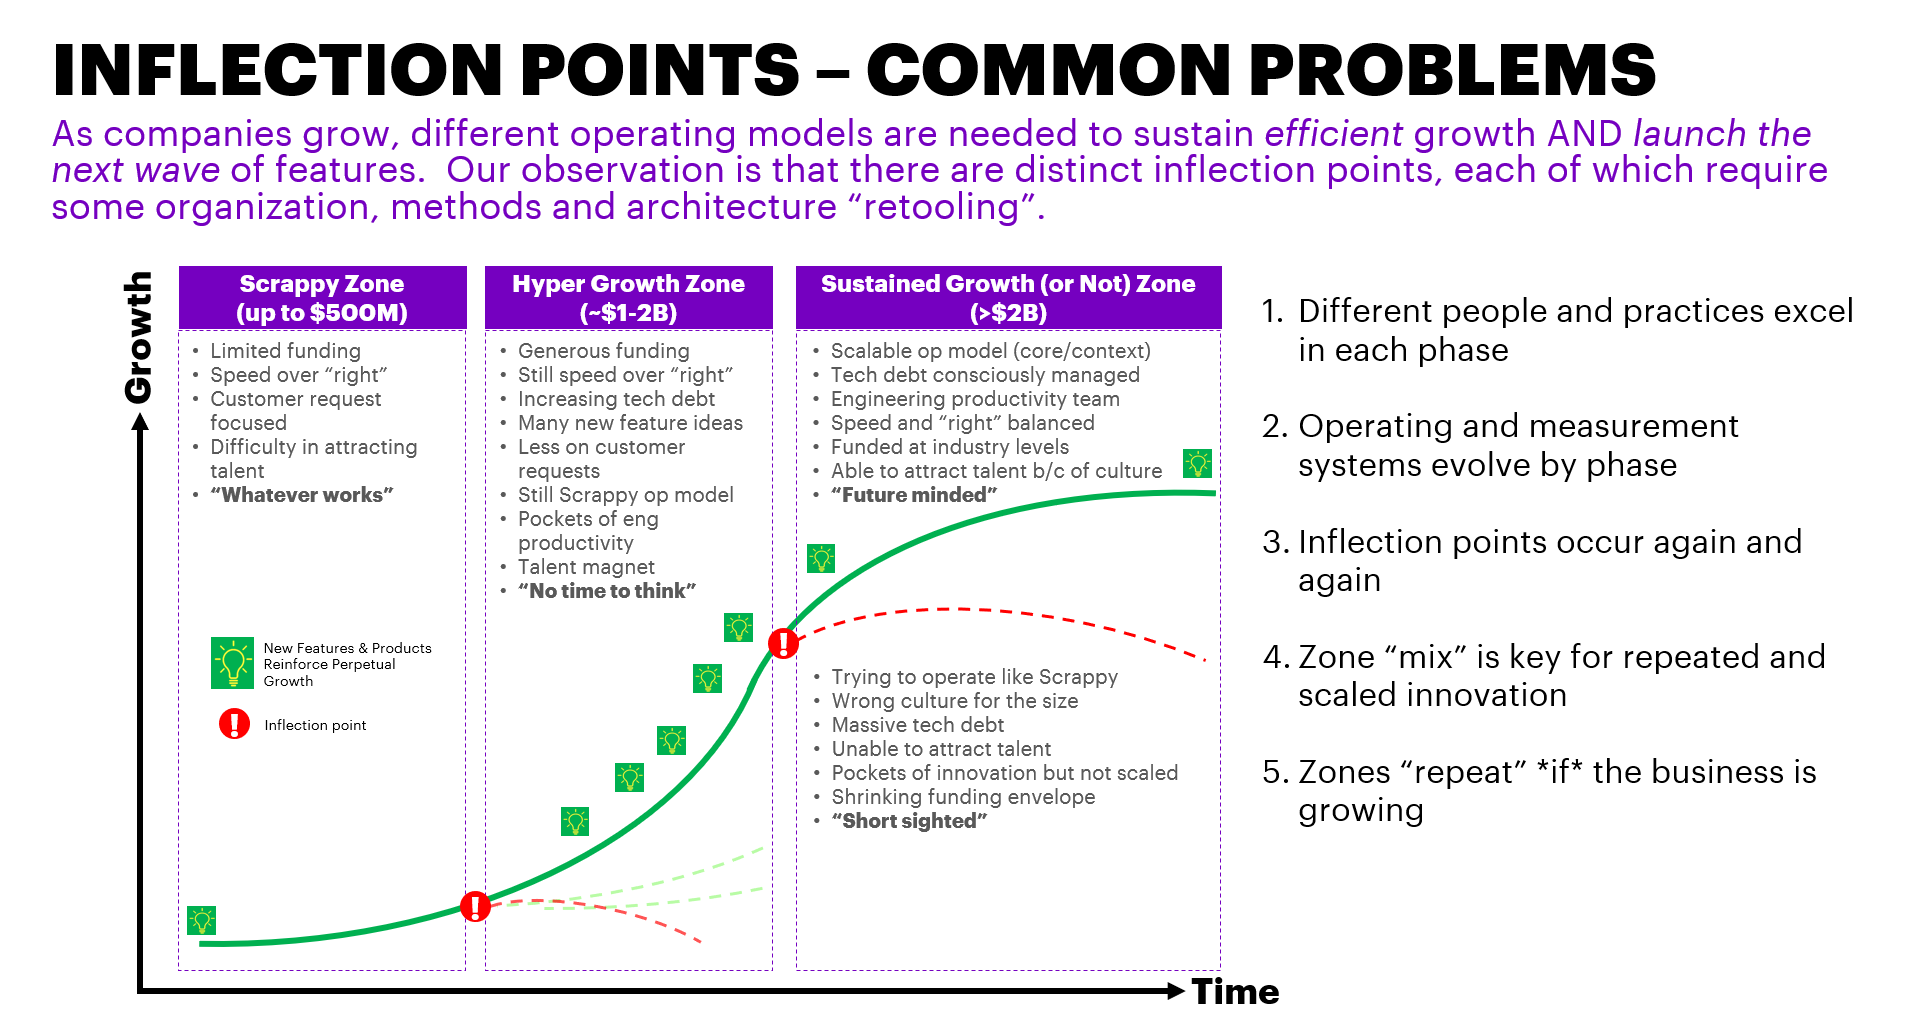 INFLECTION POINTS – COMMON PROBLEMS
As companies grow, different operating models are needed to sustain efficient growth AND launch the
next wave of features.  Our observation is that there are distinct inflection points, each of which require
some organization, methods and architecture “retooling”.
Growth
Scrappy Zone
(up to $500M)
• Limited funding
• Speed over “right”
• Customer request
focused
• Difficulty in attracting
talent
• “Whatever works”
New Features & Products
Reinforce Perpetual
Growth
! Inflection point
Hyper Growth Zone
(~$1-2B)
• Generous funding
• Still speed over “right”
• Increasing tech debt
• Many new feature ideas
• Less on customer
requests
• Still Scrappy op model
• Pockets of eng
productivity
• Talent magnet
• “No time to think”
!
Sustained Growth (or Not) Zone
(>$2B)
• Scalable op model (core/context)
• Tech debt consciously managed
• Engineering productivity team
• Speed and “right” balanced
• Funded at industry levels
• Able to attract talent b/c of culture
• “Future minded”
!
• Trying to operate like Scrappy
• Wrong culture for the size
• Massive tech debt
• Unable to attract talent
• Pockets of innovation but not scaled
• Shrinking funding envelope
• “Short sighted”
Time
1. Different people and practices excel
in each phase
2. Operating and measurement
systems evolve by phase
3. Inflection points occur again and
again
4. Zone “mix” is key for repeated and
scaled innovation
5. Zones “repeat” *if* the business is
growing